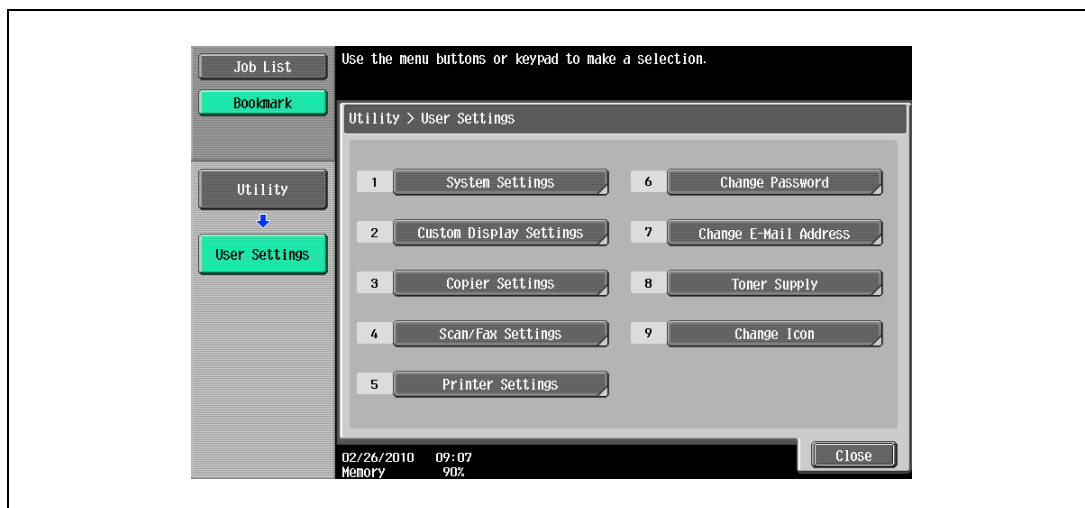 Job List
Bookmark
Utility
User Settings
Use the menu buttons or keypad to make a selection.
Utility > User Settings
1 System Settings
2 Custom Display Settings
3 Copier Settings
4 Scan/Fax Settings
5 Printer Settings
6 Change Password
7 Change E-Mail Address
8 Toner Supply
9 Change Icon
02/26/2010 09:07
Memory 90%
Close